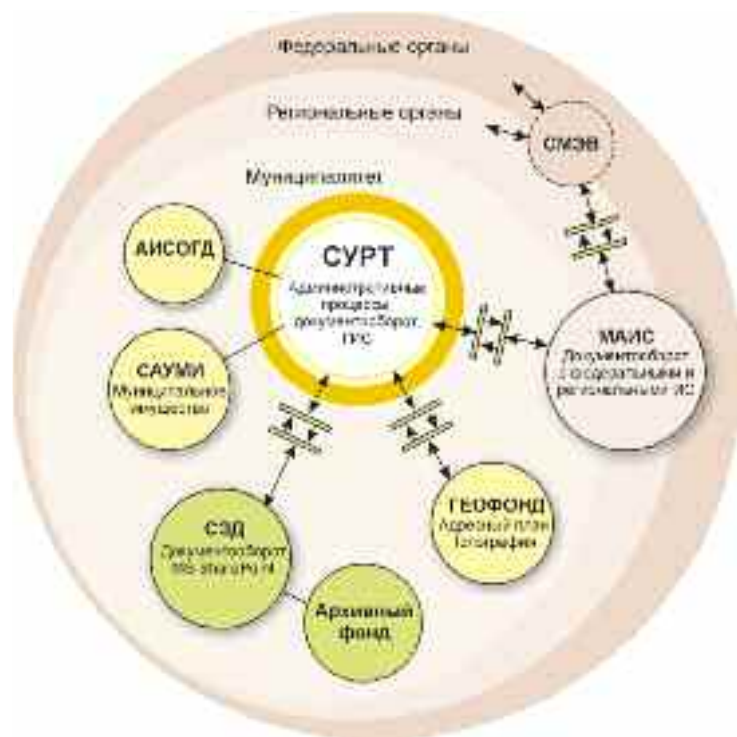 Федеральные органы
Региональные органы
СМЭВ
Муниципалитет
АИСОГД
СУРТ
Административные
процессы
документооборот,
ГИС
МАИС
Документооборот
с федеральными и
региональными ИС
САУМИ
Муниципальное
имущество
СЭД
Документооборот
MS SharePoint
ГЕОФОНД
Адресный план
Топография
Архивный
фонд